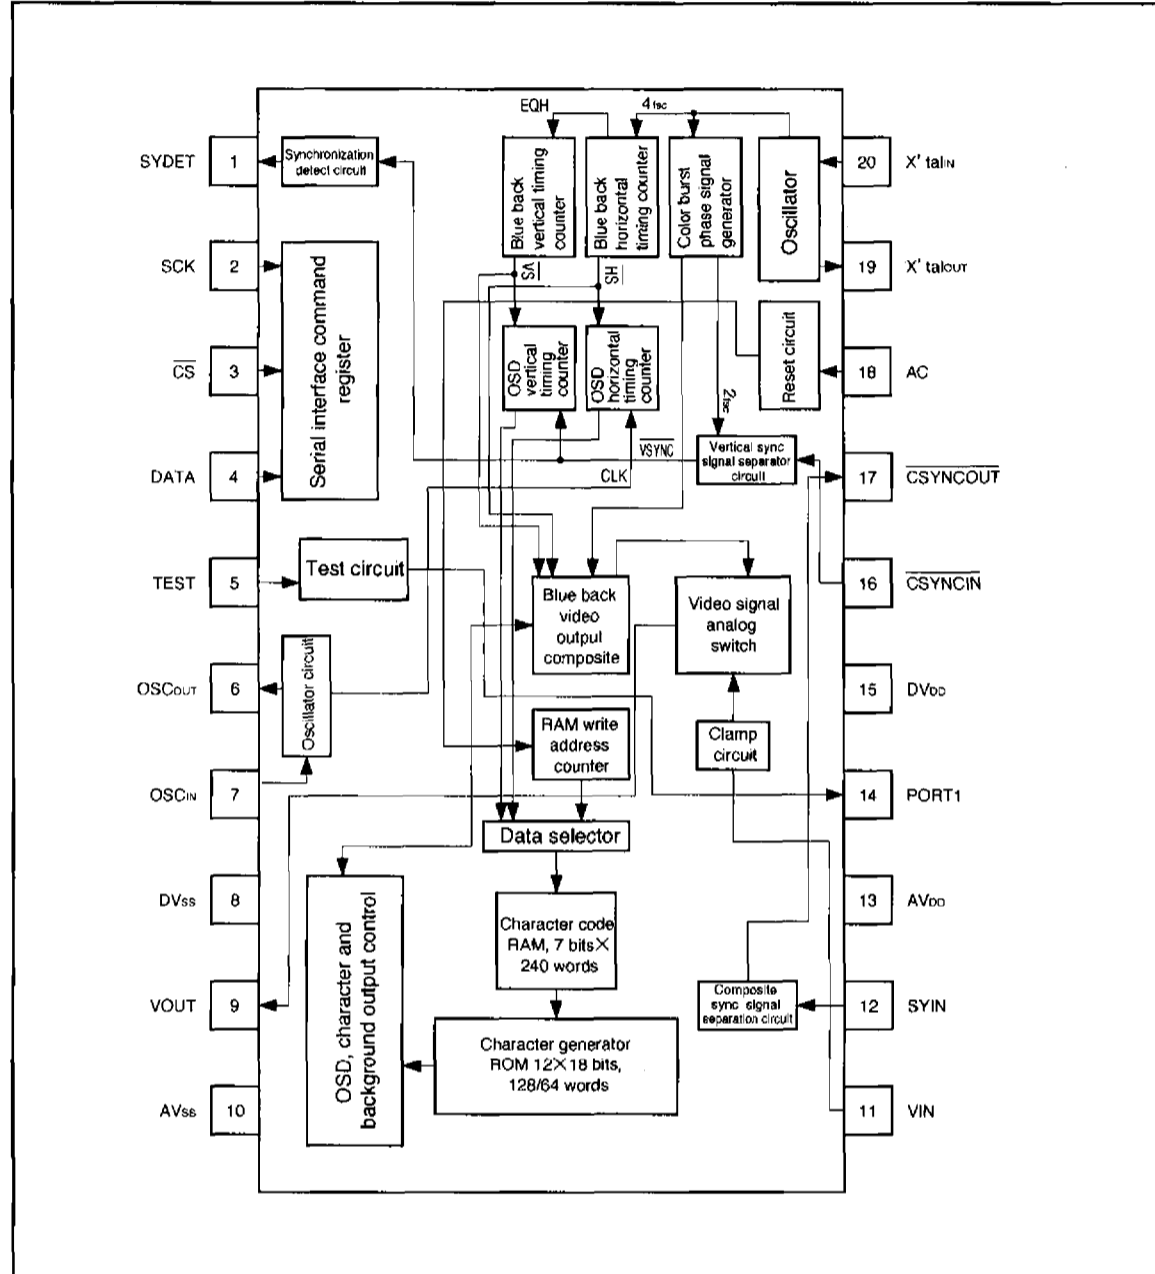 EQH
4fsc
SYDET
1
Synchronization
detect circuit
Blue back
vertical timing
counter
Blue back
horizontal
timing counter
Color burst
phase signal
generator
Oscillator
20
X' talIN
SCK
2
Serial interface command
register
SV
SH
19
X' talOUT
CS
3
OSD
vertical
timing
counter
OSD
horizontal
timing
counter
2fsc
Reset circuit
18
AC
VSYNC
Vertical sync
signal separator
circuit
DATA
4
CLK
17
CSYNCOUT
TEST
5
Test circuit
Blue back
video
output
composite
Video signal
analog
switch
16
CSYNCIN
OSCOUT
6
Oscillator circuit
15
DVDD
RAM write
address
counter
Clamp
circuit
OSCIN
7
14
PORT1
Data selector
DVSS
8
OSD, character and
background output control
Character code
RAM, 7 bits×
240 words
13
AVDD
VOUT
9
Composite
sync signal
separation circuit
12
SYIN
Character generator
ROM 12×18 bits,
128/64 words
AVSS
10
11
VIN